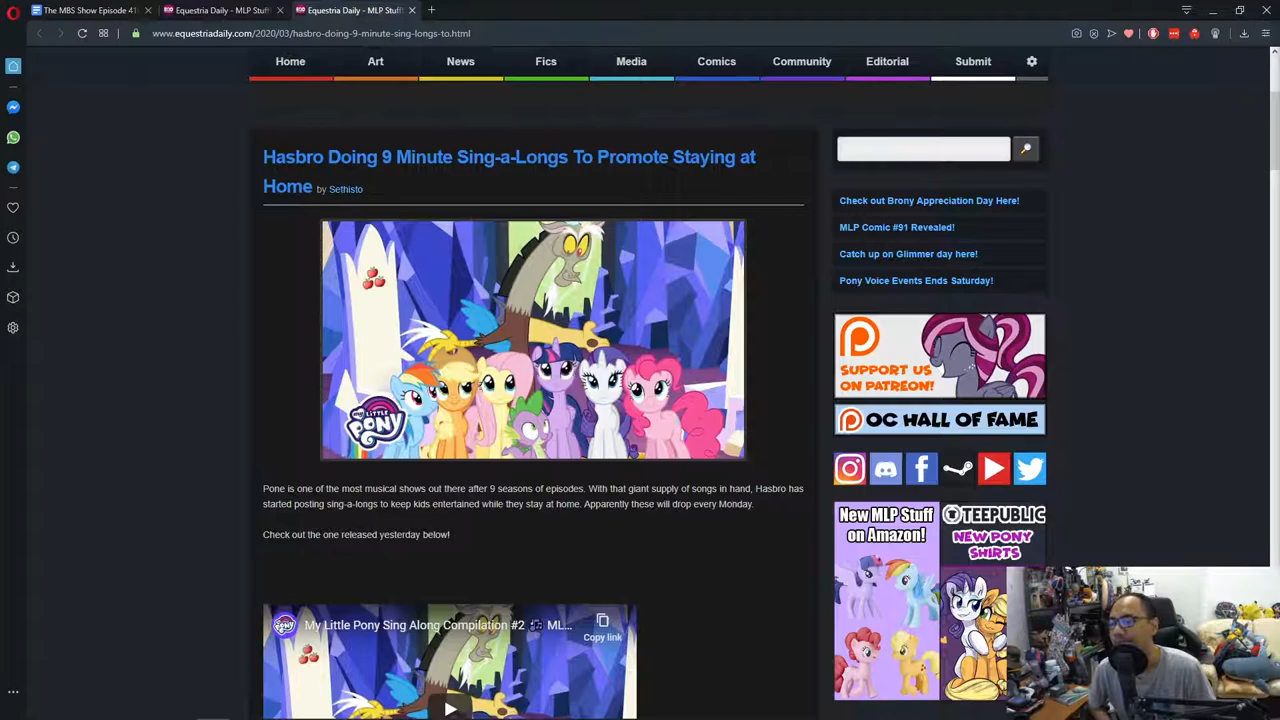 The MBS Show Episode 41
Equestria Daily - MLP Stuff!
Equestria Daily - MLP Stuff!
www.equestriadaily.com/2020/03/hasbro-doing-9-minute-sing-longs-to.html
Home
Art
News
Fics
Media
Comics
Community
Editorial
Submit
Hasbro Doing 9 Minute Sing-a-Longs To Promote Staying at
Home by Sethisto
my LITTLE
PONY
Pone is one of the most musical shows out there after 9 seasons of episodes. With that giant supply of songs in hand, Hasbro has
started posting sing-a-longs to keep kids entertained while they stay at home. Apparently these will drop every Monday.
Check out the one released yesterday below!
My Little Pony Sing Along Compilation #2 🎵 ML...
Copy link
Check out Brony Appreciation Day Here!
MLP Comic #91 Revealed!
Catch up on Glimmer day here!
Pony Voice Events Ends Saturday!
SUPPORT US
ON PATREON!
OC HALL OF FAME
New MLP Stuff
on Amazon!
TEEPUBLIC
NEW PONY
SHIRTS